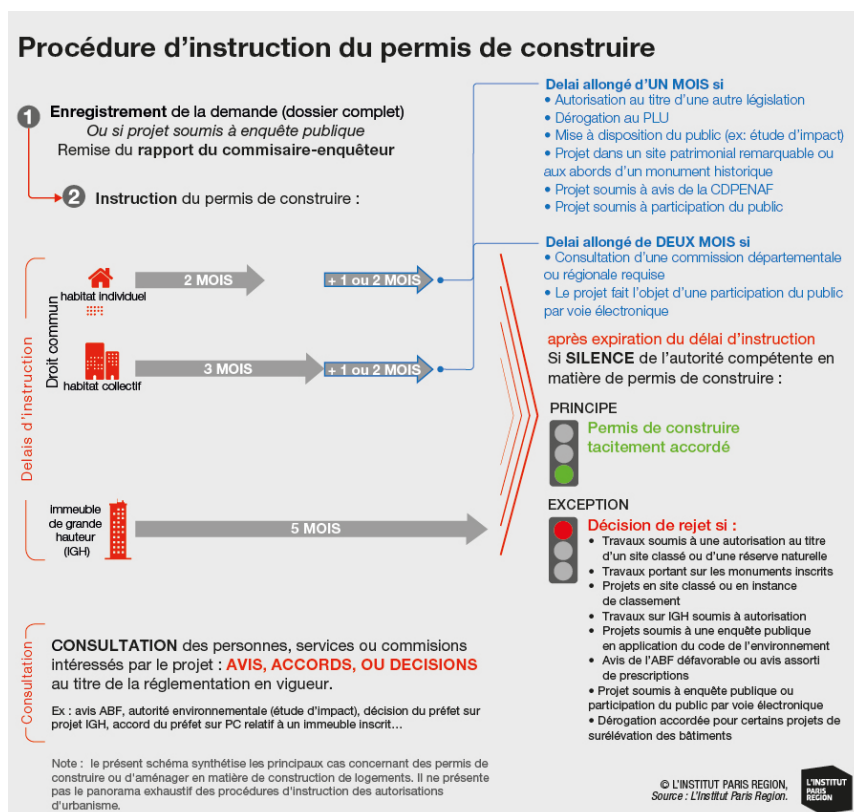 Procédure d'instruction du permis de construire
1
Enregistrement de la demande (dossier complet)
Ou si projet soumis à enquête publique
Remise du rapport du commisaire-enquêteur
2 Instruction du permis de construire :
Delai allongé d'UN MOIS si
• Autorisation au titre d'une autre législation
• Dérogation au PLU
• Mise à disposition du public (ex: étude d'impact)
• Projet dans un site patrimonial remarquable ou
aux abords d'un monument historique
• Projet soumis à avis de la CDPENAF
• Projet soumis à participation du public
Delai allongé de DEUX MOIS si
• Consultation d'une commission départementale
ou régionale requise
• Le projet fait l'objet d'une participation du public
par voie électronique
Delais d'instruction
Droit commun
habitat individuel
2 MOIS
+ 1 ou 2 MOIS
habitat collectif
3 MOIS
+ 1 ou 2 MOIS
immeuble
de grande
hauteur
(IGH)
5 MOIS
après expiration du délai d'instruction
Si SILENCE de l'autorité compétente en
matière de permis de construire :
PRINCIPE
Permis de construire
tacitement accordé
EXCEPTION
Décision de rejet si :
• Travaux soumis à une autorisation au titre
d'un site classé ou d'une réserve naturelle
• Travaux portant sur les monuments inscrits
• Projets en site classé ou en instance
de classement
• Travaux sur IGH soumis à autorisation
• Projets soumis à une enquête publique
en application du code de l'environnement
• Avis de l'ABF défavorable ou avis assorti
de prescriptions
• Projet soumis à enquête publique ou
participation du public par voie électronique
• Dérogation accordée pour certains projets de
surélévation des bâtiments
Consultation
CONSULTATION des personnes, services ou commisions
intéressés par le projet : AVIS, ACCORDS, OU DECISIONS
au titre de la réglementation en vigueur.
Ex : avis ABF, autorité environnementale (étude d'impact), décision du préfet sur
projet IGH, accord du préfet sur PC relatif à un immeuble inscrit…
Note : le présent schéma synthétise les principaux cas concernant des permis de
construire ou d'aménager en matière de construction de logements. Il ne présente
pas le panorama exhaustif des procédures d'instruction des autorisations
d'urbanisme.
© L'INSTITUT PARIS REGION,
Source : L'Institut Paris Region.
L'INSTITUT
PARIS
REGION